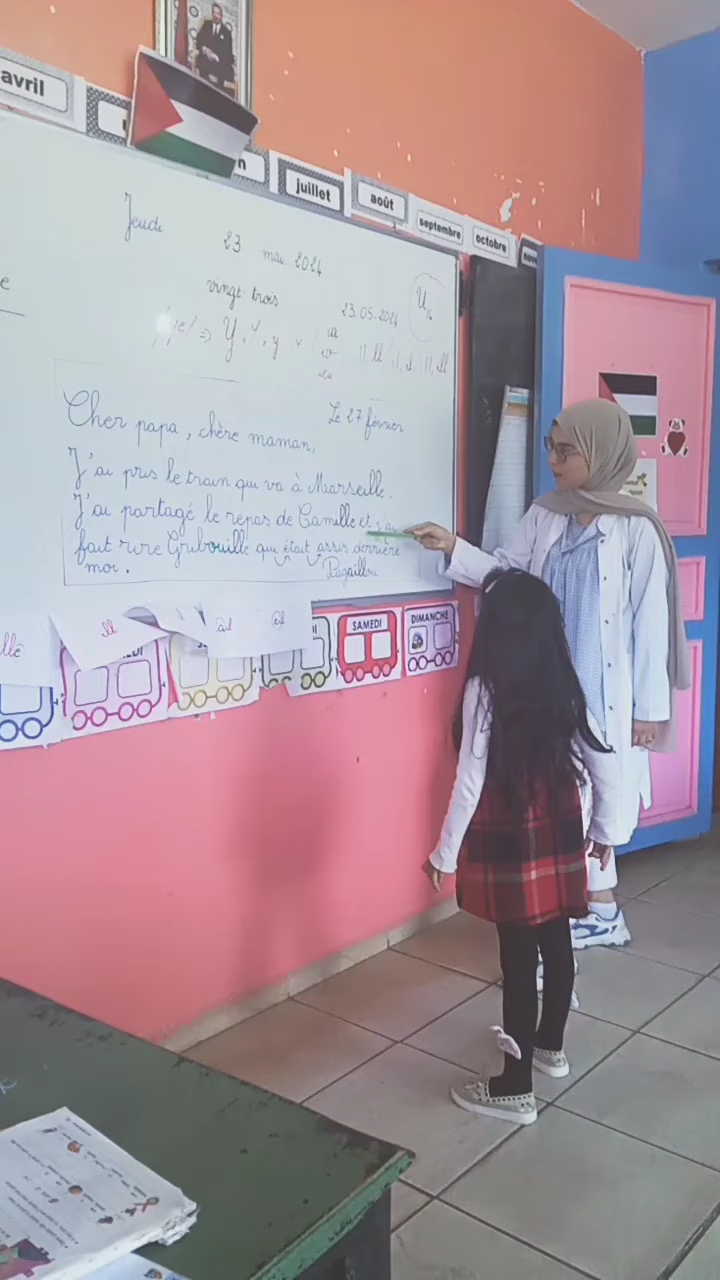 avril
juillet
août
septembre
octobre
Jeudi 23 mai 2024
vingt trois
23.05.2024
Le 27 février
Cher papa, chère maman,
J'ai pris le train qui va à Maarseille.
J'ai partagé le repas de Camille et j'ai
fait rire Gribouille qui était assis derrière
moi.
Pagaillou
SAMEDI
DIMANCHE